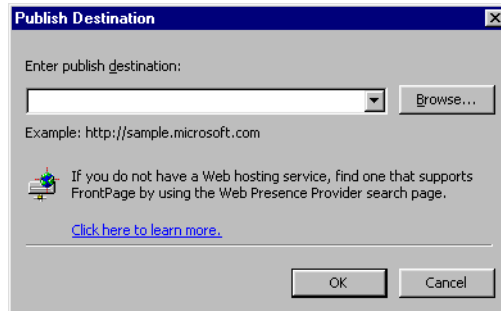 Publish Destination
Enter publish destination:
Browse...
Example: http://sample.microsoft.com
If you do not have a Web hosting service, find one that supports
FrontPage by using the Web Presence Provider search page.
Click here to learn more.
OK Cancel